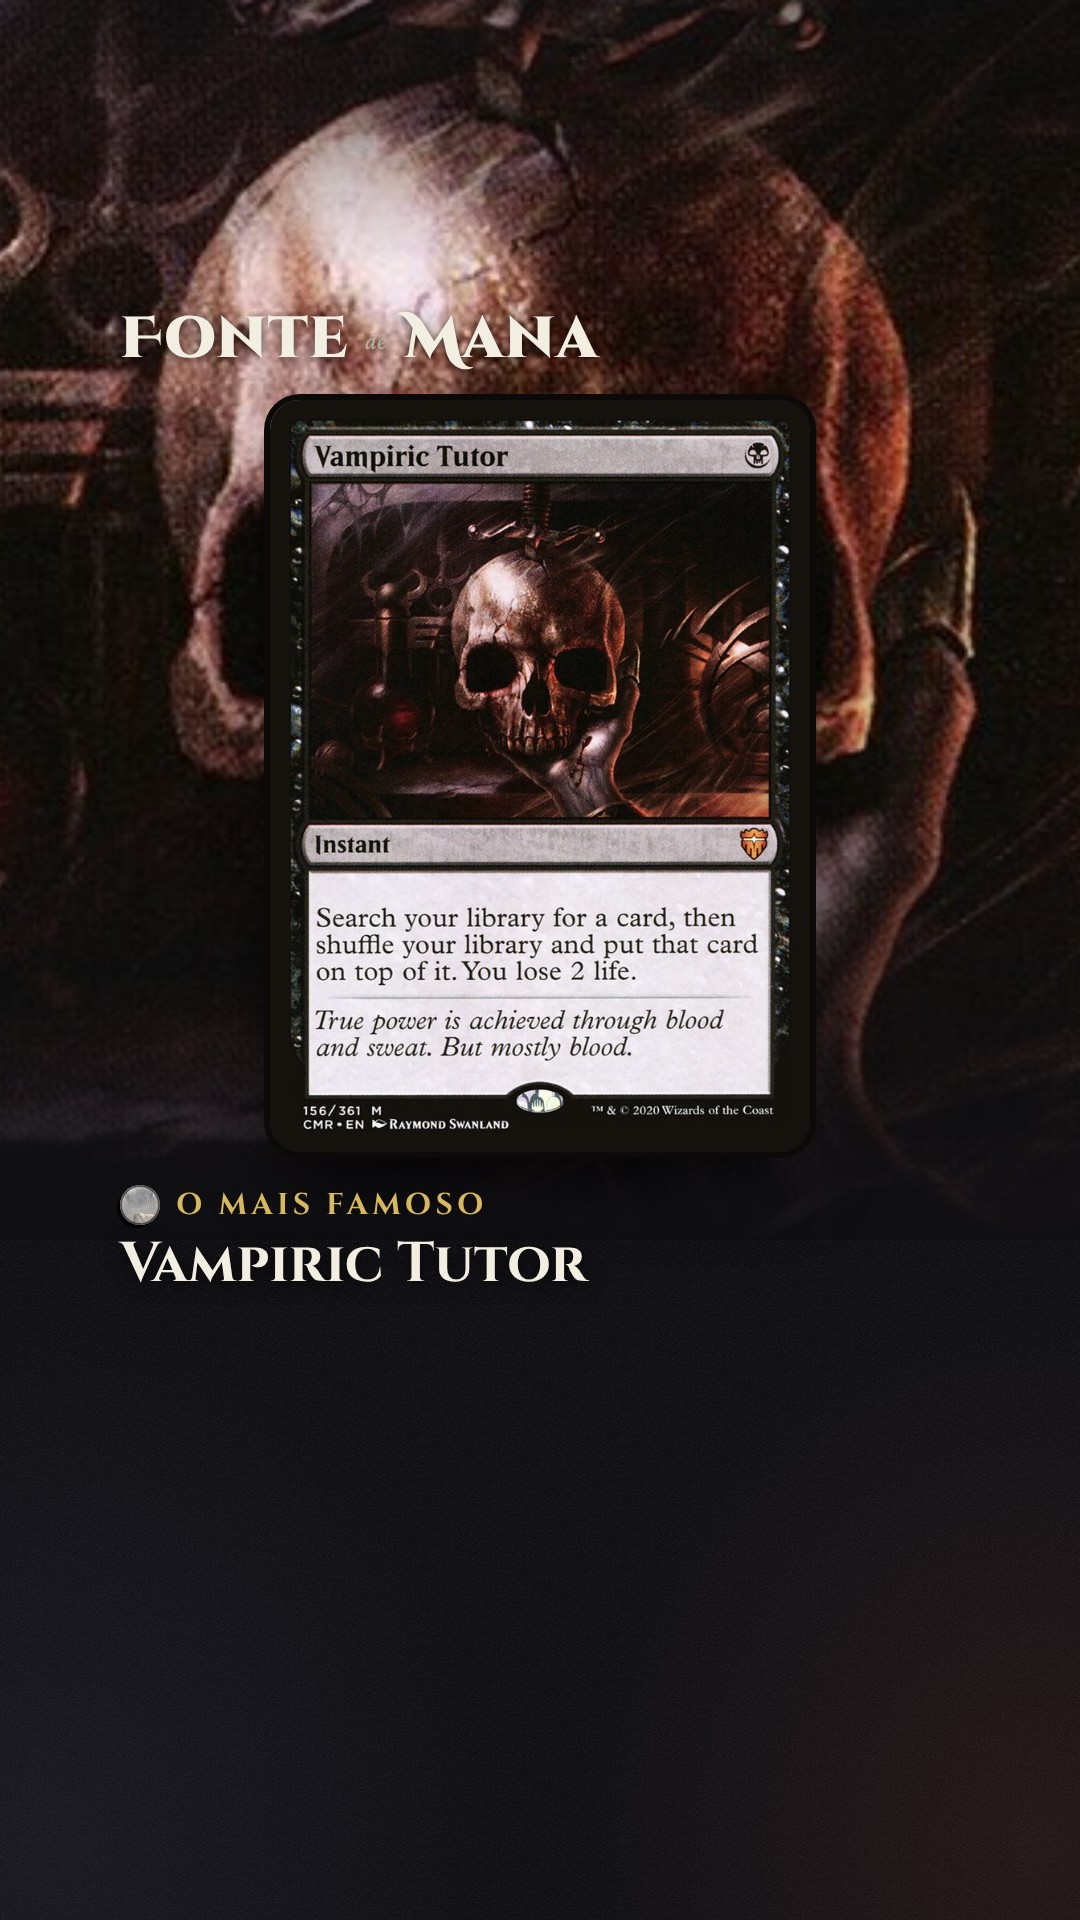 Fonte de Mana
Vampiric Tutor
Instant
Search your library for a card, then
shuffle your library and put that card
on top of it. You lose 2 life.
True power is achieved through blood
and sweat. But mostly blood.
156/361 M
CMR • EN Raymond Swanland
™ & © 2020 Wizards of the Coast
O MAIS FAMOSO
Vampiric Tutor